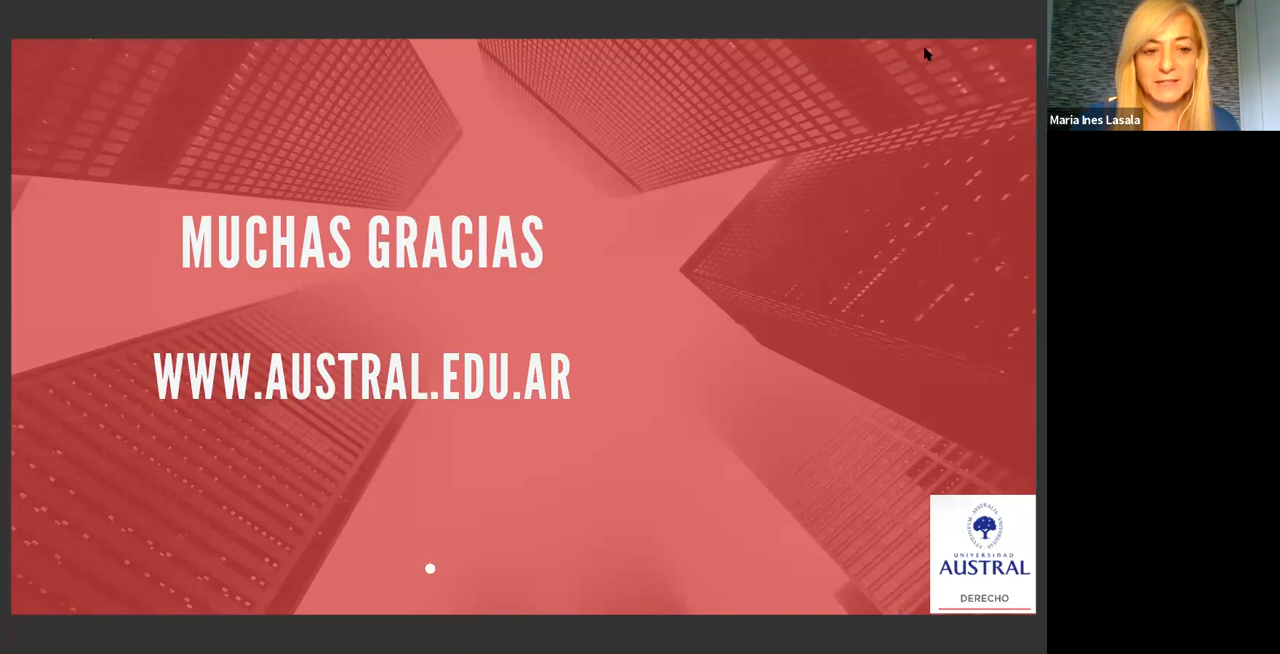 MUCHAS GRACIAS
WWW.AUSTRAL.EDU.AR
Maria Ines Lasala
UNIVERSIDAD
AUSTRAL
DERECHO